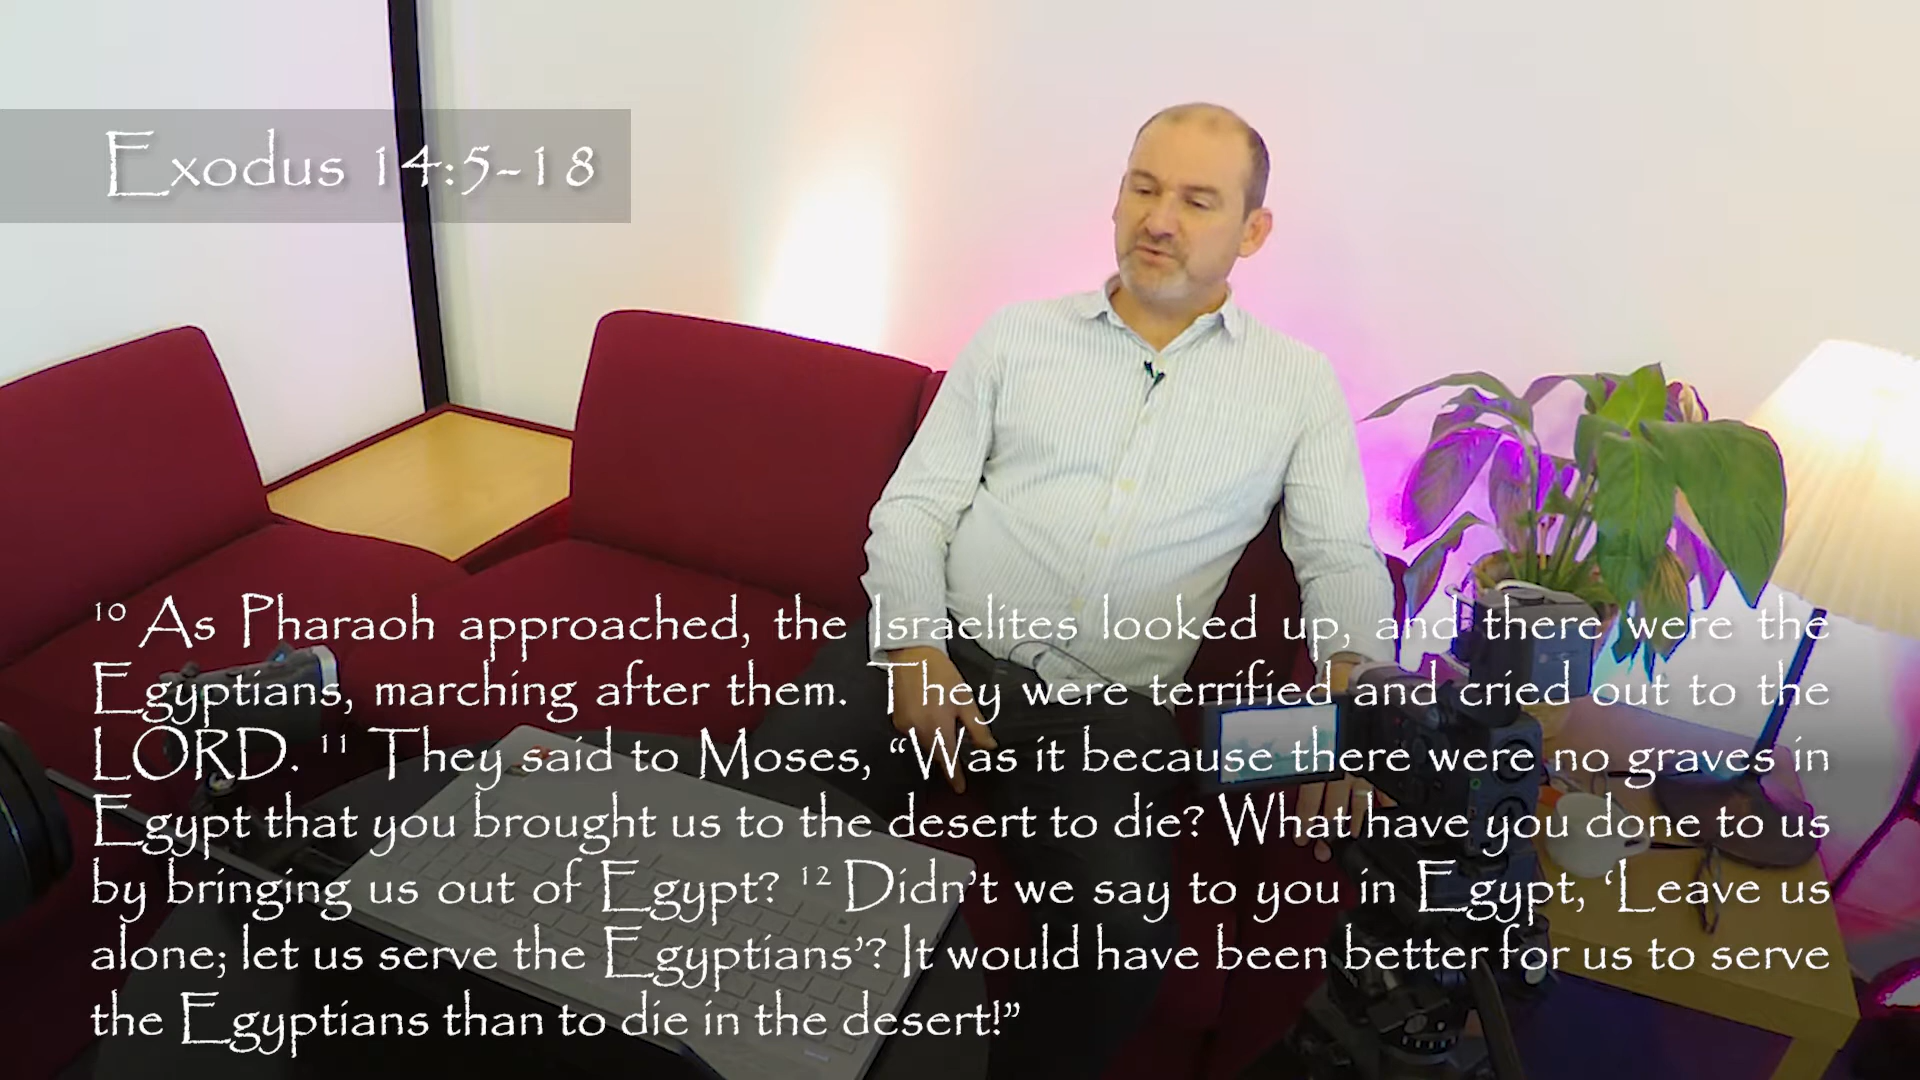 Exodus 14:5-18
¹⁰ As Pharaoh approached, the Israelites looked up, and there were the
Egyptians, marching after them. They were terrified and cried out to the
LORD. ¹¹ They said to Moses, “Was it because there were no graves in
Egypt that you brought us to the desert to die? What have you done to us
by bringing us out of Egypt? ¹² Didn’t we say to you in Egypt, ‘Leave us
alone; let us serve the Egyptians’? It would have been better for us to serve
the Egyptians than to die in the desert!”